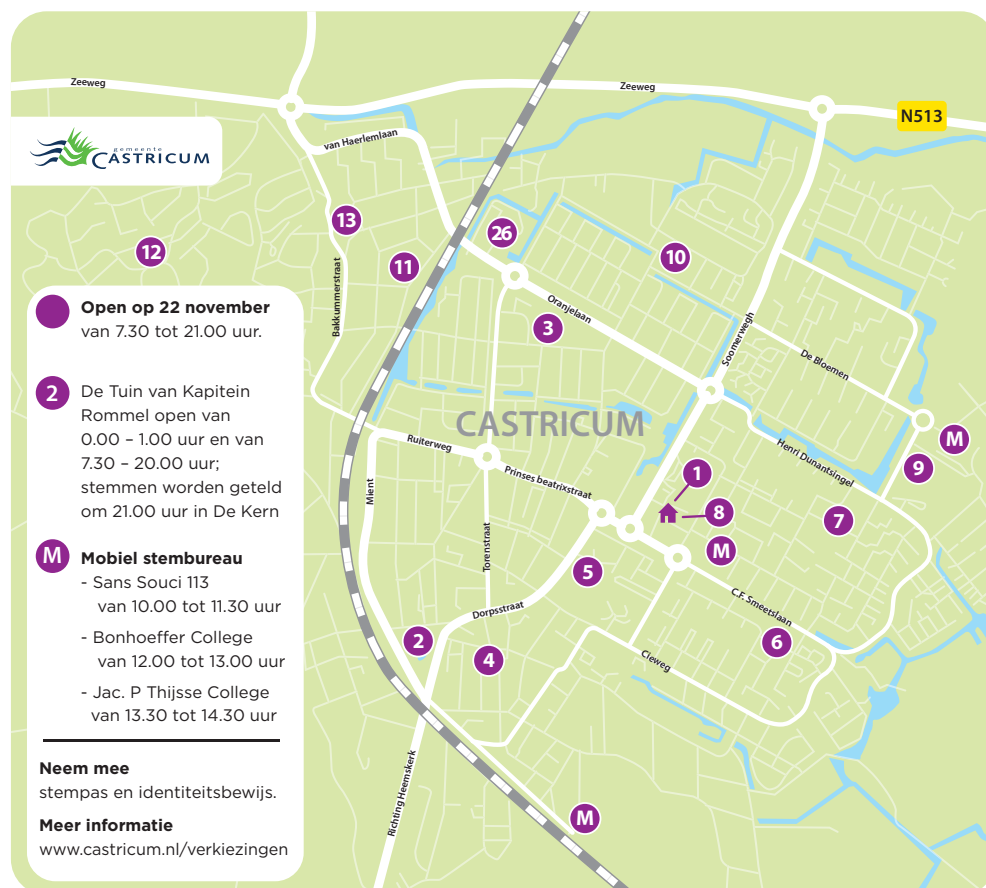 Zeeweg
Zeeweg
N513
van Haerlemlaan
gemeente
CASTRICUM
13
26
12
11
10
Bakkummerstraat
Oranjelaan
3
Soomerwegh
De Bloemen
CASTRICUM
Ruiterweg
Prinses beatrixstraat
Henri Dunantsingel
M
9
1
8
7
Mient
Torenstraat
M
5
C.F. Smeetslaan
Dorpsstraat
2
4
6
Cieweg
Richting Heemskerk
M
Open op 22 november
van 7.30 tot 21.00 uur.
2
De Tuin van Kapitein
Rommel open van
0.00 – 1.00 uur en van
7.30 – 20.00 uur;
stemmen worden geteld
om 21.00 uur in De Kern
M
Mobiel stembureau
- Sans Souci 113
van 10.00 tot 11.30 uur
- Bonhoeffer College
van 12.00 tot 13.00 uur
- Jac. P Thijsse College
van 13.30 tot 14.30 uur
Neem mee
stempas en identiteitsbewijs.
Meer informatie
www.castricum.nl/verkiezingen